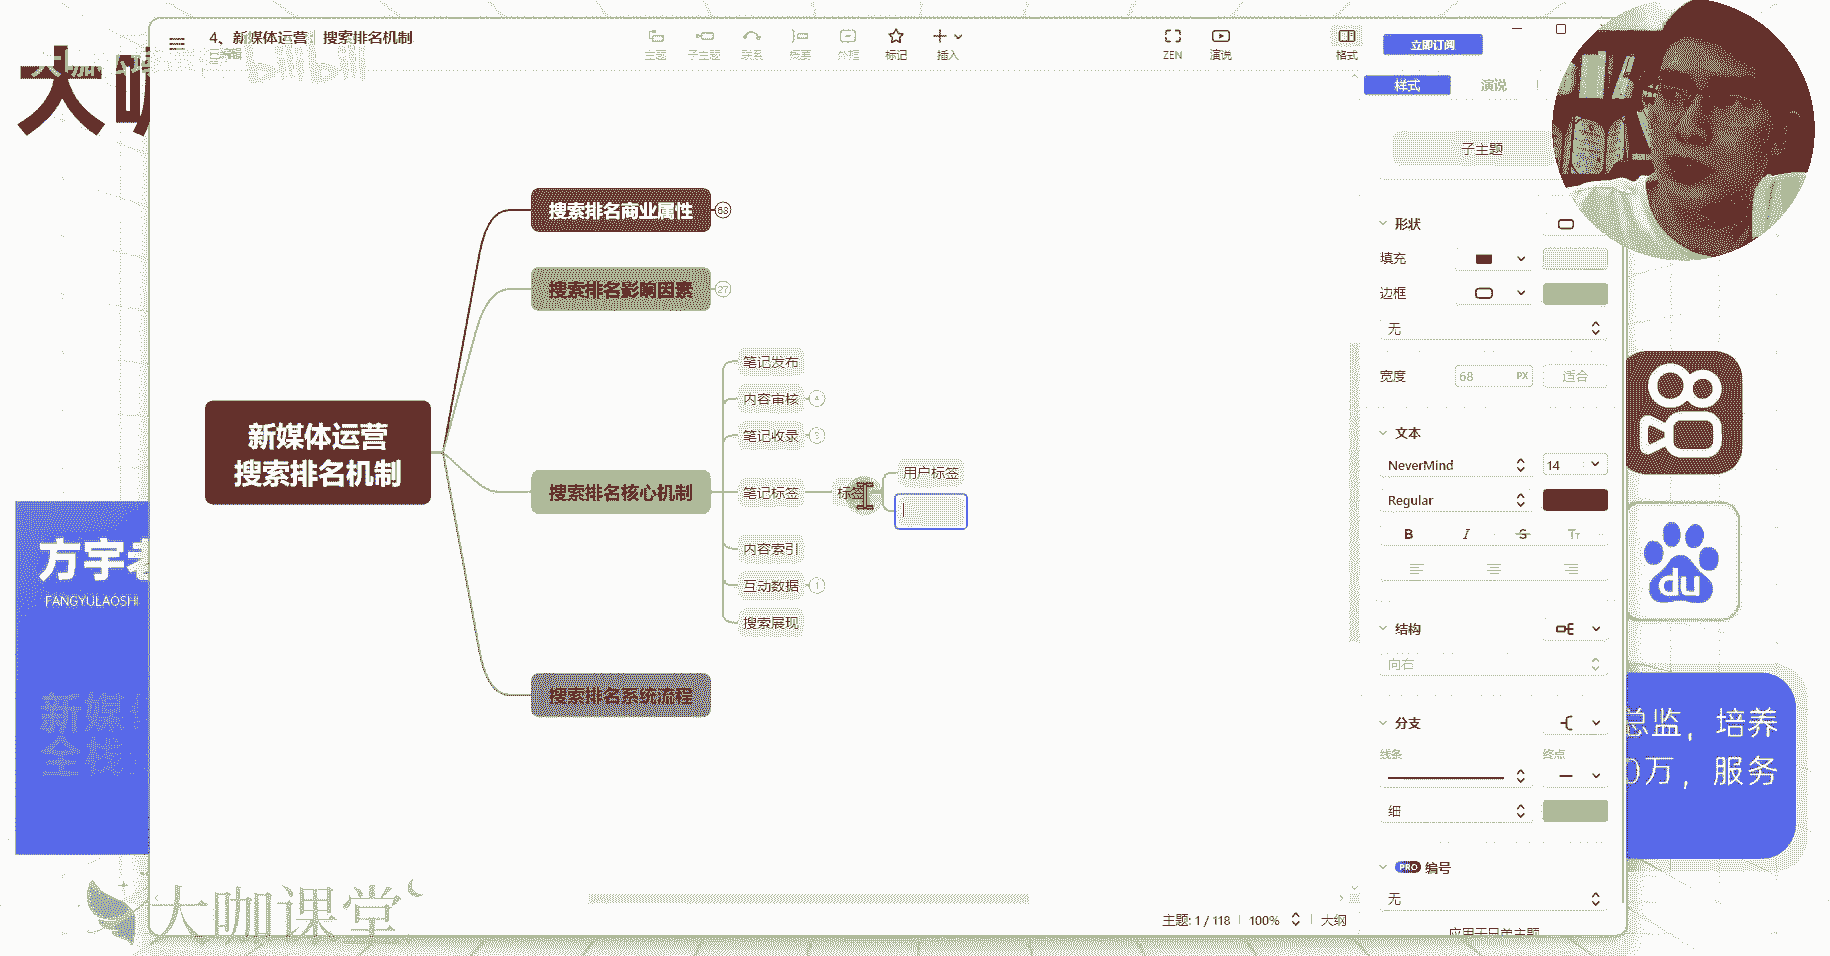 4、新媒体运营：搜索排名机制
已编辑
主题
子主题
联系
概要
外框
标记
插入
ZEN
演说
格式
立即订阅
样式
演说
子主题
形状
填充
边框
无
宽度
68
PX
适合
文本
NeverMind
14
Regular
B
I
S
Tт
结构
向右
分支
线条
终点
细
PRO 编号
无
新媒体运营
搜索排名机制
搜索排名商业属性
63
搜索排名影响因素
27
搜索排名核心机制
笔记发布
内容审核
4
笔记收录
3
笔记标签
标签
用户标签
内容索引
互动数据
1
搜索展现
搜索排名系统流程
主题: 1 / 118
100%
大纲
大咖
bilibili
方宇老
FANGYULAOSHI
新媒体
全栈
du
总监，培养
0万，服务
大咖课堂